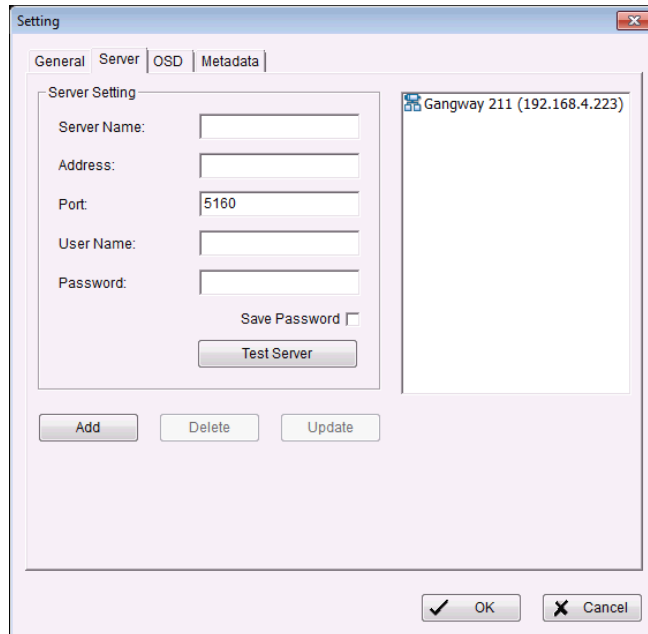 Setting
General Server OSD Metadata
Server Setting
Gangway 211 (192.168.4.223)
Server Name:
Address:
Port: 5160
User Name:
Password:
Save Password
Test Server
Add Delete Update
OK Cancel